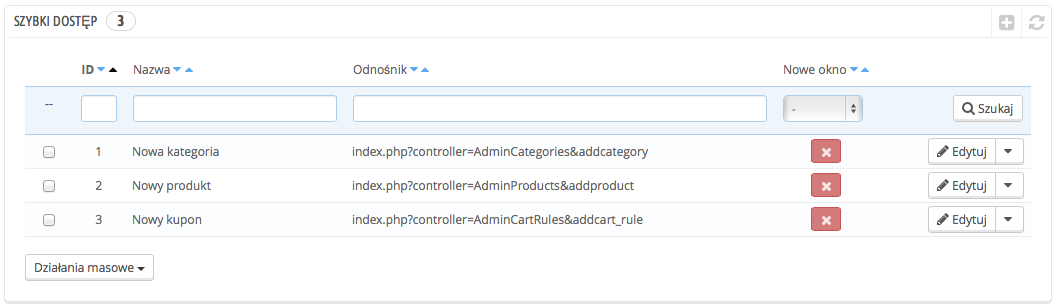 SZYBKI DOSTĘP 3
ID Nazwa Odnośnik Nowe okno
-- - Szukaj
1 Nowa kategoria index.php?controller=AdminCategories&addcategory Edytuj
2 Nowy produkt index.php?controller=AdminProducts&addproduct Edytuj
3 Nowy kupon index.php?controller=AdminCartRules&addcart_rule Edytuj
Działania masowe